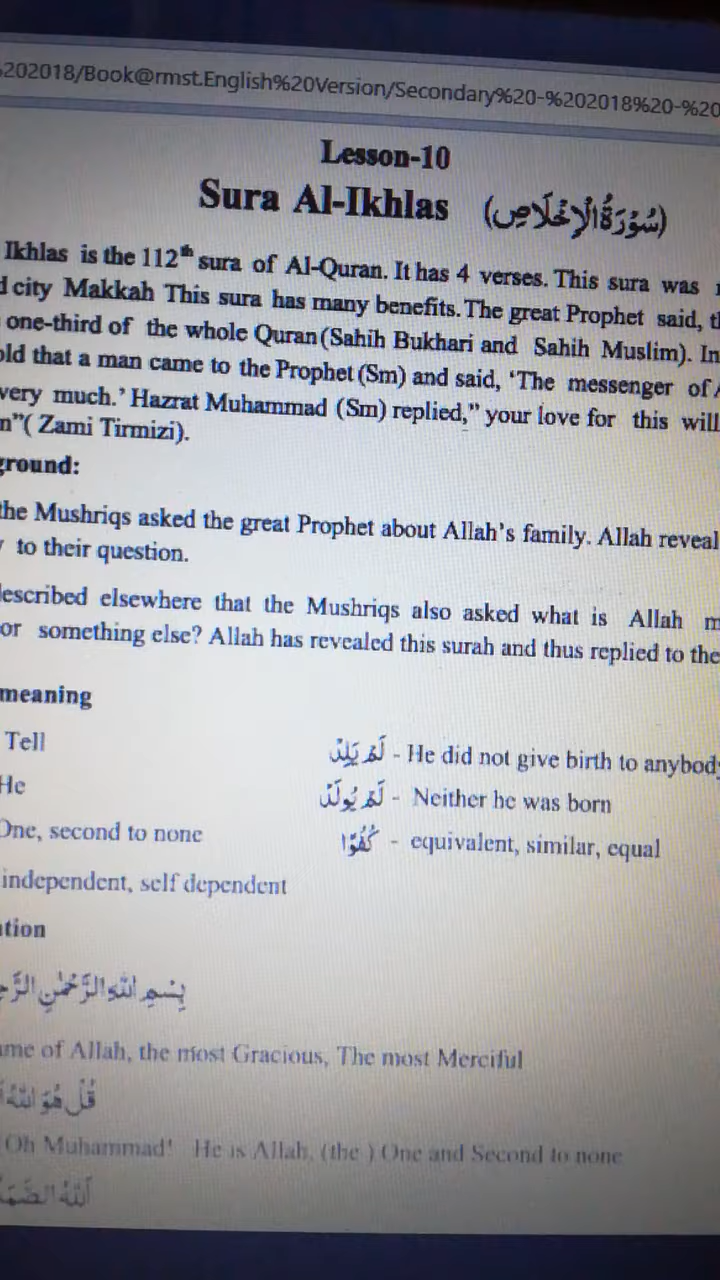 202018/Book@rmst.English%20Version/Secondary%20-%202018%20-%20
Lesson-10
Sura Al-Ikhlas (سُوْرَةُ الْاِخْلَاصِ)
Ikhlas is the 112th sura of Al-Quran. It has 4 verses. This sura was
city Makkah This sura has many benefits. The great Prophet said,
one-third of the whole Quran(Sahih Bukhari and Sahih Muslim). In
old that a man came to the Prophet (Sm) and said, ‘The messenger of
very much.’ Hazrat Muhammad (Sm) replied,” your love for this will
n”( Zami Tirmizi).
ground:
the Mushriqs asked the great Prophet about Allah’s family. Allah reveal
to their question.
escribed elsewhere that the Mushriqs also asked what is Allah m
or something else? Allah has revealed this surah and thus replied to the
meaning
Tell
لَمْ يَلِدْ - He did not give birth to anybody
He
لَمْ يُولَدْ - Neither he was born
One, second to none
كُفُوًا - equivalent, similar, equal
independent, self dependent
tion
بِسْمِ اللهِ الرَّحْمٰنِ الرَّح
ame of Allah, the most Gracious, The most Merciful
قُلْ هُوَ اللهُ
Oh Muhammad! He is Allah, (the ) One and Second to none
اَللهُ الصَّمَ